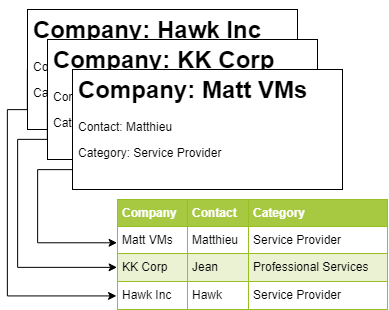 Company: Hawk Inc
Co
Ca
Company: KK Corp
Con
Cat
Company: Matt VMs
Contact: Matthieu
Category: Service Provider
Company Contact Category
Matt VMs Matthieu Service Provider
KK Corp Jean Professional Services
Hawk Inc Hawk Service Provider